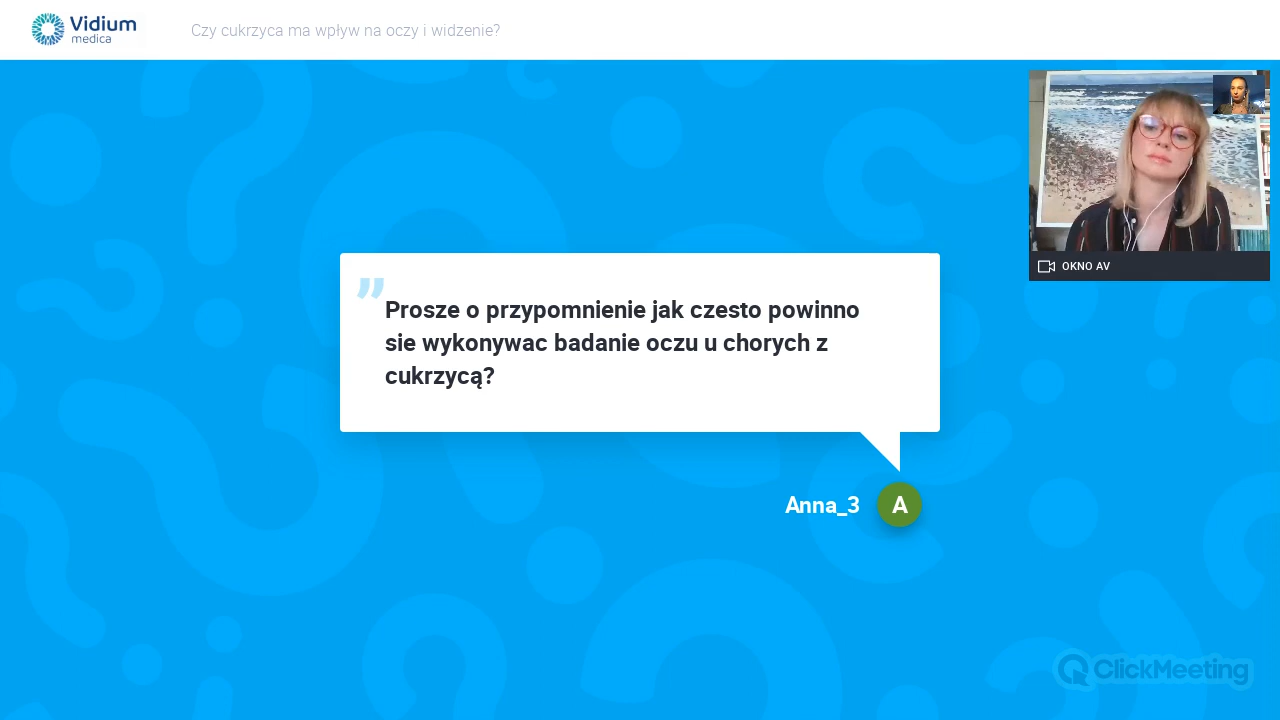 Vidium
medica
Czy cukrzyca ma wpływ na oczy i widzenie?
OKNO AV
Prosze o przypomnienie jak czesto powinno
sie wykonywac badanie oczu u chorych z
cukrzycą?
Anna_3
A
ClickMeeting